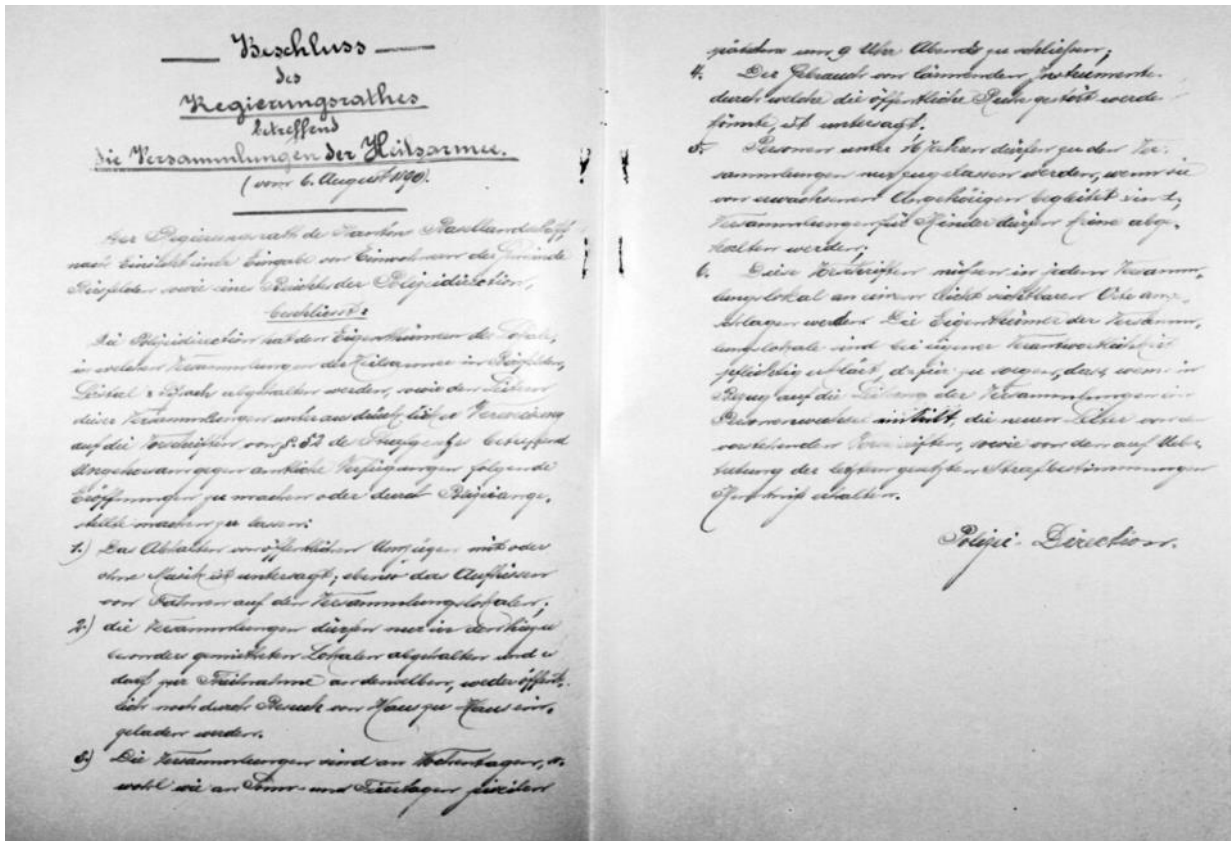 Beschluss
des
Regierungsrathes
betreffend
die Versammlungen der Heilsarmee.
(vom 6. August 1890).
Der Regierungsrath des Kantons Basellandschaft,
nach Einsicht einer Eingabe von Einwohnern der Gemeinde
Birsfelden sowie eines Berichts der Polizeidirection,
beschliesst:
Die Polizeidirection hat den Eigenthümern der Lokale,
in welchen Versammlungen der Heilsarmee in Birsfelden,
Liestal & Sissach abgehalten werden, sowie den Leitern
dieser Versammlungen unter ausdrücklicher Verweisung
auf die Vorschriften von § 52 des Strafgesetzes betreffend
Ungehorsam gegen amtliche Verfügungen folgende
Eröffnungen zu machen oder durch Polizeiange-
stellte machen zu lassen:
1.) Das Abhalten von öffentlichen Umzügen mit oder
ohne Musik ist untersagt; ebenso das Aufhissen
von Fahnen auf den Versammlungslokalen;
2.) die Versammlungen dürfen nur in den hiezu
besonders gemietheten Lokalen abgehalten und es
darf zur Theilnahme an denselben, weder öffent-
lich noch durch Besuch von Haus zu Haus ein-
geladen werden.
3.) Die Versammlungen sind an Werktagen, so-
wohl wie an Sonn- und Feiertagen
spätestens um 9 Uhr Abends zu schliessen;
4. Der Gebrauch von lärmenden Instrumenten
durch welche die öffentliche Ruhe gestört werden
könnte, ist untersagt.
5. Personen unter 16 Jahren dürfen zu den Ver-
sammlungen nur zugelassen werden, wenn sie
von erwachsenen Angehörigen begleitet sind;
Versammlungen für Kinder dürfen keine abge-
halten werden;
6. Diese Vorschriften müssen in jedem Versamm-
lungslokal an einem leicht sichtbaren Orte ange-
schlagen werden. Die Eigenthümer der Versamm-
lungslokale sind bei eigener Verantwortlichkeit
pflichtig erklärt, dafür zu sorgen, dass, wenn in
Bezug auf die Leitung der Versammlungen ein
Personenwechsel eintritt, die neuen Leiter von den
vorstehenden Vorschriften, sowie von den auf Ueber-
tretung der letztern gesetzten Strafbestimmungen
Kenntniss erhalten.
Polizei-Direction.